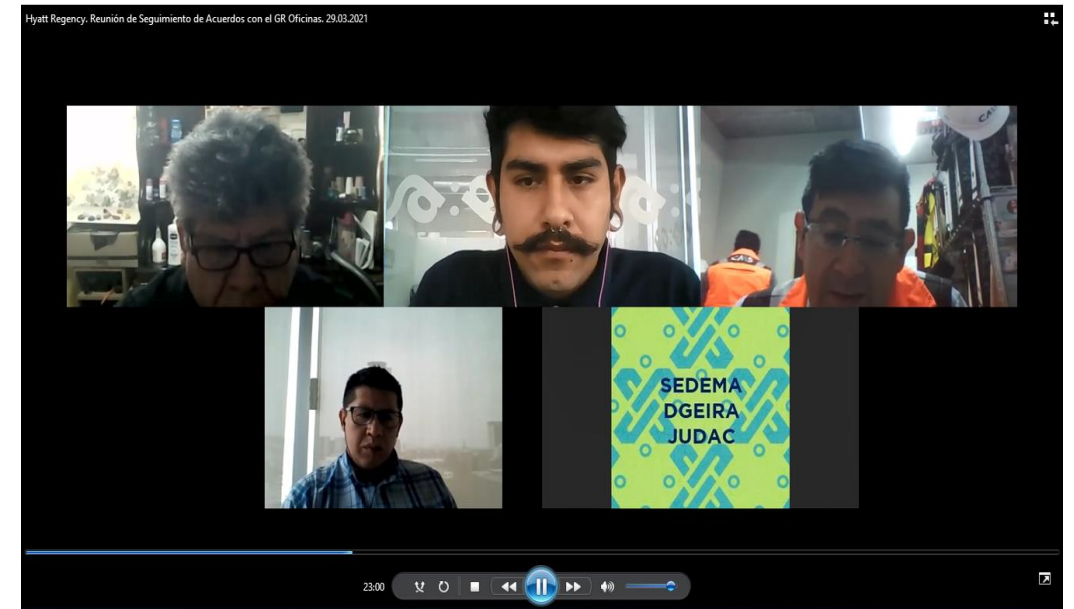 Hyatt Regency. Reunión de Seguimiento de Acuerdos con el GR Oficinas. 29.03.2021
SEDEMA
DGEIRA
JUDAC
23:00